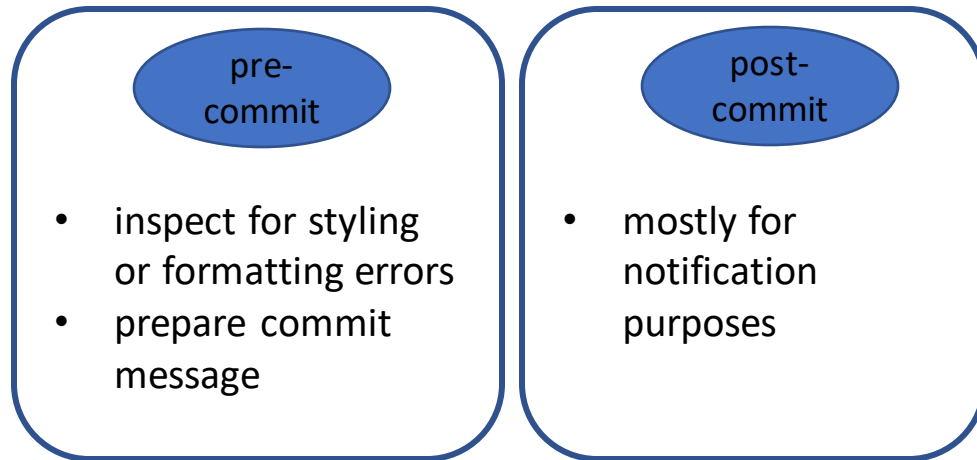 pre-
commit
• inspect for styling
or formatting errors
• prepare commit
message
post-
commit
• mostly for
notification
purposes